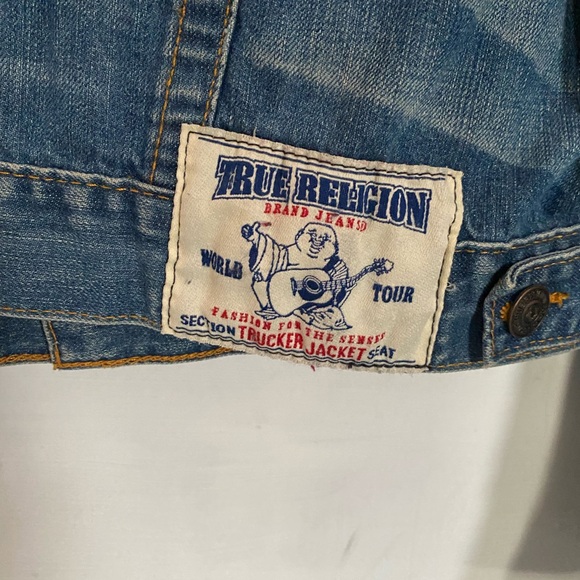 TRUE RELIGION
BRAND JEANS
WORLD TOUR
FASHION FOR THE SENSES
SECTION TRUCKER JACKET SEAT